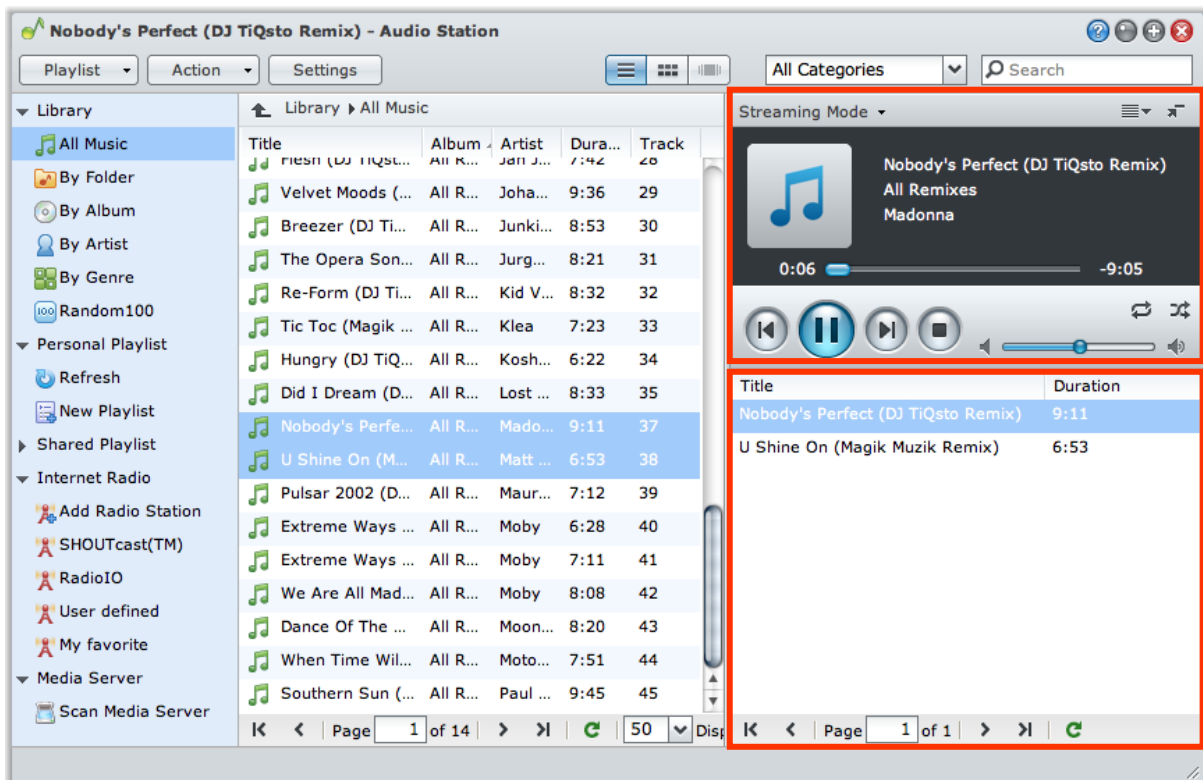 Nobody's Perfect (DJ TiQsto Remix) - Audio Station
Playlist Action Settings All Categories Search
Library
All Music
By Folder
By Album
By Artist
By Genre
100 Random100
Personal Playlist
Refresh
New Playlist
Shared Playlist
Internet Radio
Add Radio Station
SHOUTcast(TM)
RadioIO
User defined
My favorite
Media Server
Scan Media Server
Library All Music
Title Album Artist Dura... Track
Flesh (DJ TiQst... All R... Jan J... 7:42 28
Velvet Moods (... All R... Joha... 9:36 29
Breezer (DJ Ti... All R... Junki... 8:53 30
The Opera Son... All R... Jurg... 8:21 31
Re-Form (DJ Ti... All R... Kid V... 8:32 32
Tic Toc (Magik ... All R... Klea 7:23 33
Hungry (DJ TiQ... All R... Kosh... 6:22 34
Did I Dream (D... All R... Lost ... 8:33 35
Nobody's Perfe... All R... Mado... 9:11 37
U Shine On (M... All R... Matt ... 6:53 38
Pulsar 2002 (D... All R... Maur... 7:12 39
Extreme Ways ... All R... Moby 6:28 40
Extreme Ways ... All R... Moby 7:11 41
We Are All Mad... All R... Moby 8:08 42
Dance Of The ... All R... Moon... 8:20 43
When Time Wil... All R... Moto... 7:51 44
Southern Sun (... All R... Paul ... 9:45 45
Page 1 of 14 50 Disp
Streaming Mode
Nobody's Perfect (DJ TiQsto Remix)
All Remixes
Madonna
0:06 -9:05
Title Duration
Nobody's Perfect (DJ TiQsto Remix) 9:11
U Shine On (Magik Muzik Remix) 6:53
Page 1 of 1